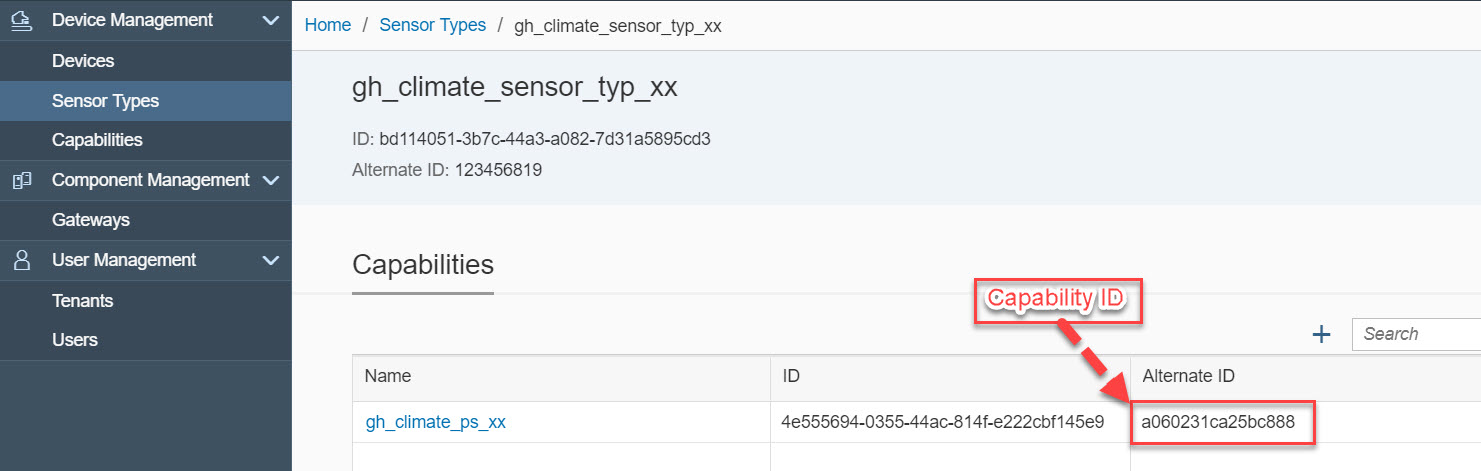 Device Management
Devices
Sensor Types
Capabilities
Component Management
Gateways
User Management
Tenants
Users
Home / Sensor Types / gh_climate_sensor_typ_xx
gh_climate_sensor_typ_xx
ID: bd114051-3b7c-44a3-a082-7d31a5895cd3
Alternate ID: 123456819
Capabilities
Capability ID
+ Search
Name ID Alternate ID
gh_climate_ps_xx 4e555694-0355-44ac-814f-e222cbf145e9 a060231ca25bc888